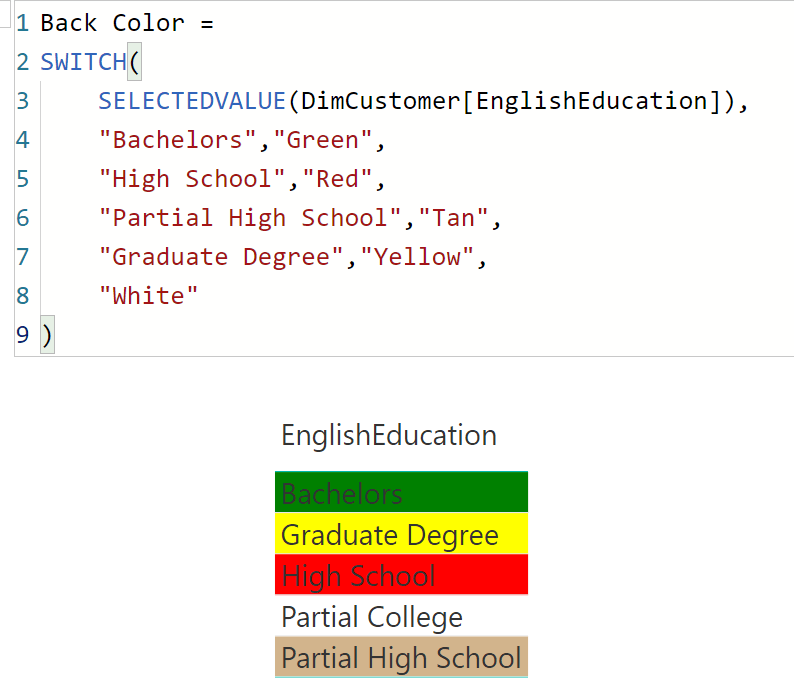 1 Back Color =
2 SWITCH(
3 SELECTEDVALUE(DimCustomer[EnglishEducation]),
4 "Bachelors","Green",
5 "High School","Red",
6 "Partial High School","Tan",
7 "Graduate Degree","Yellow",
8 "White"
9 )
EnglishEducation
Bachelors
Graduate Degree
High School
Partial College
Partial High School